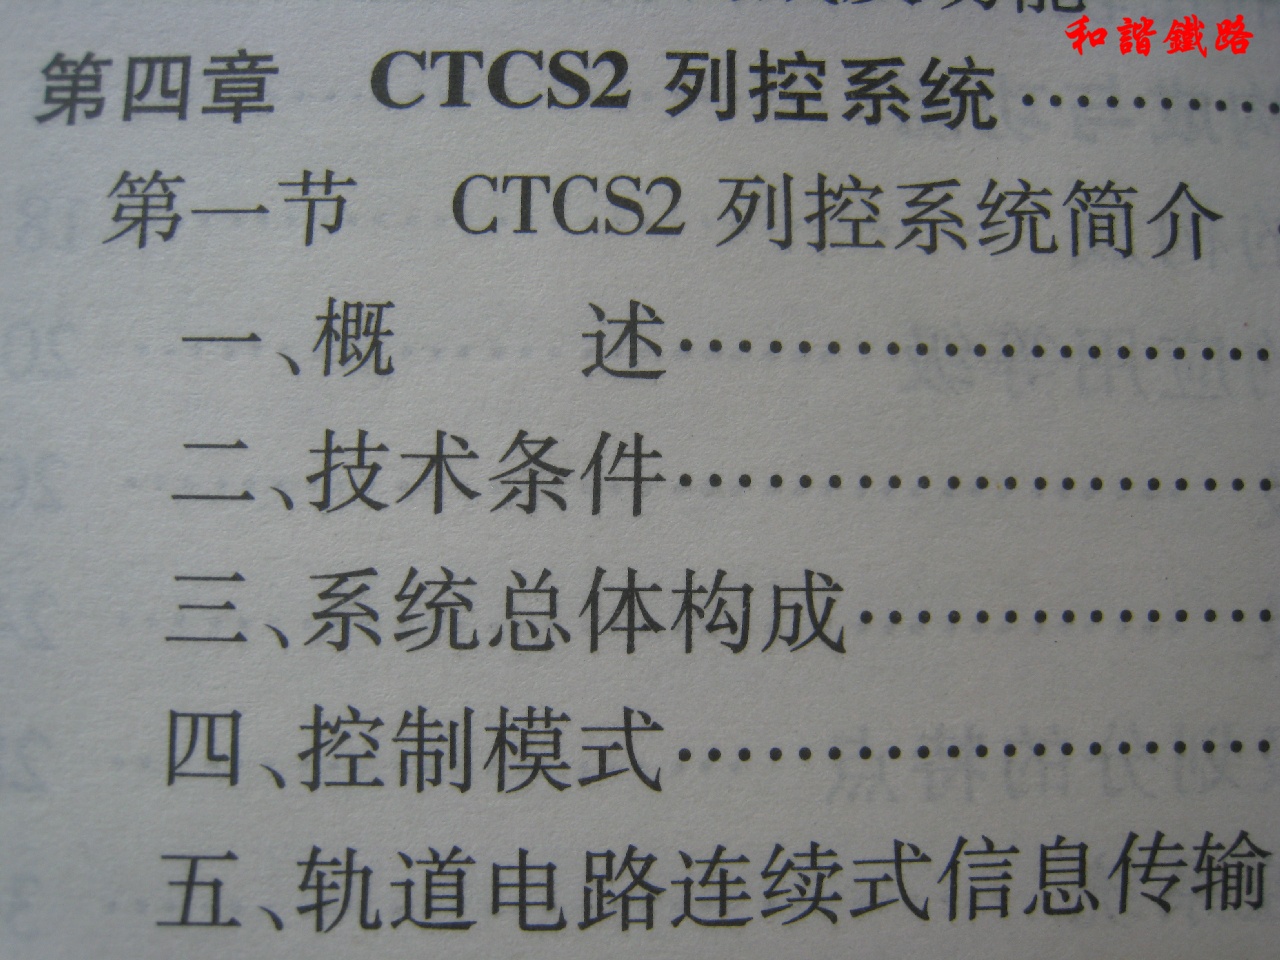 和諧鐵路
第四章 CTCS2 列控系统…………
第一节 CTCS2 列控系统简介
一、概 述…………………
二、技术条件…………………
三、系统总体构成……………
四、控制模式…………………
五、轨道电路连续式信息传输